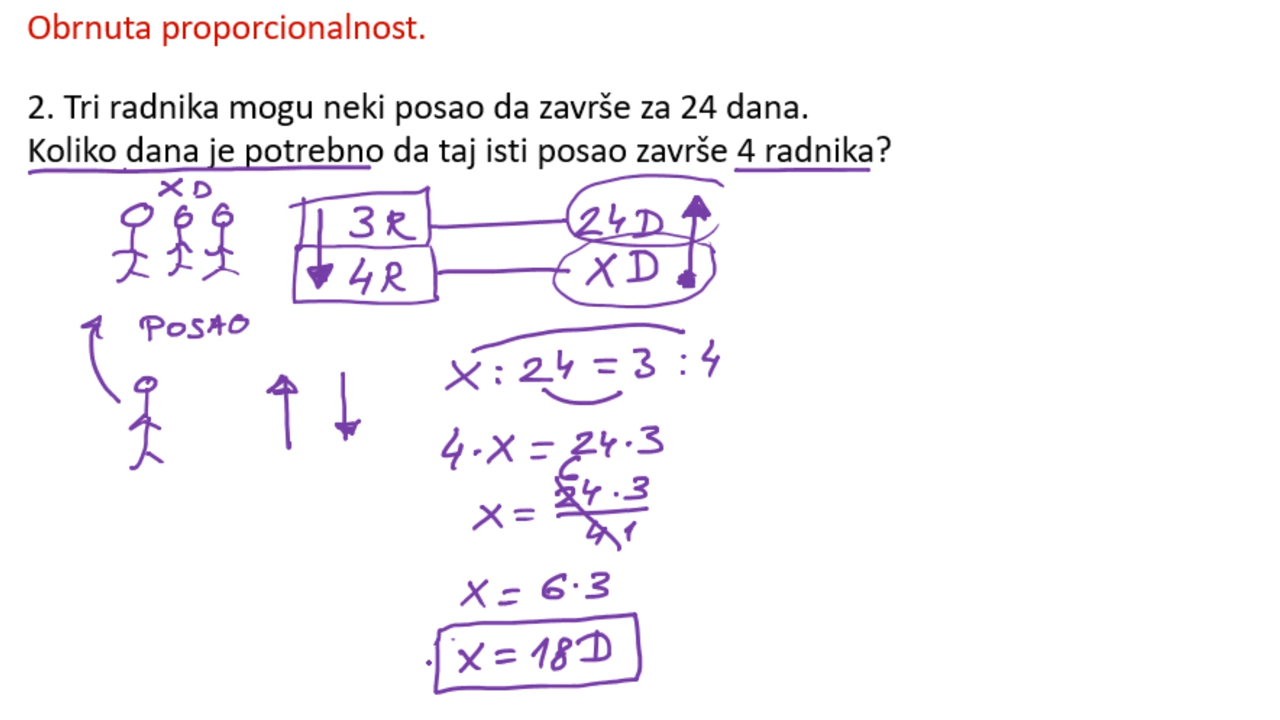 Obrnuta proporcionalnost.
2. Tri radnika mogu neki posao da završe za 24 dana.
Koliko dana je potrebno da taj isti posao završe 4 radnika?
X D
3R 24D
4R XD
POSAO
X : 24 = 3 : 4
4·X = 24·3
6
X = 24·3
4 1
X = 6·3
X = 18D